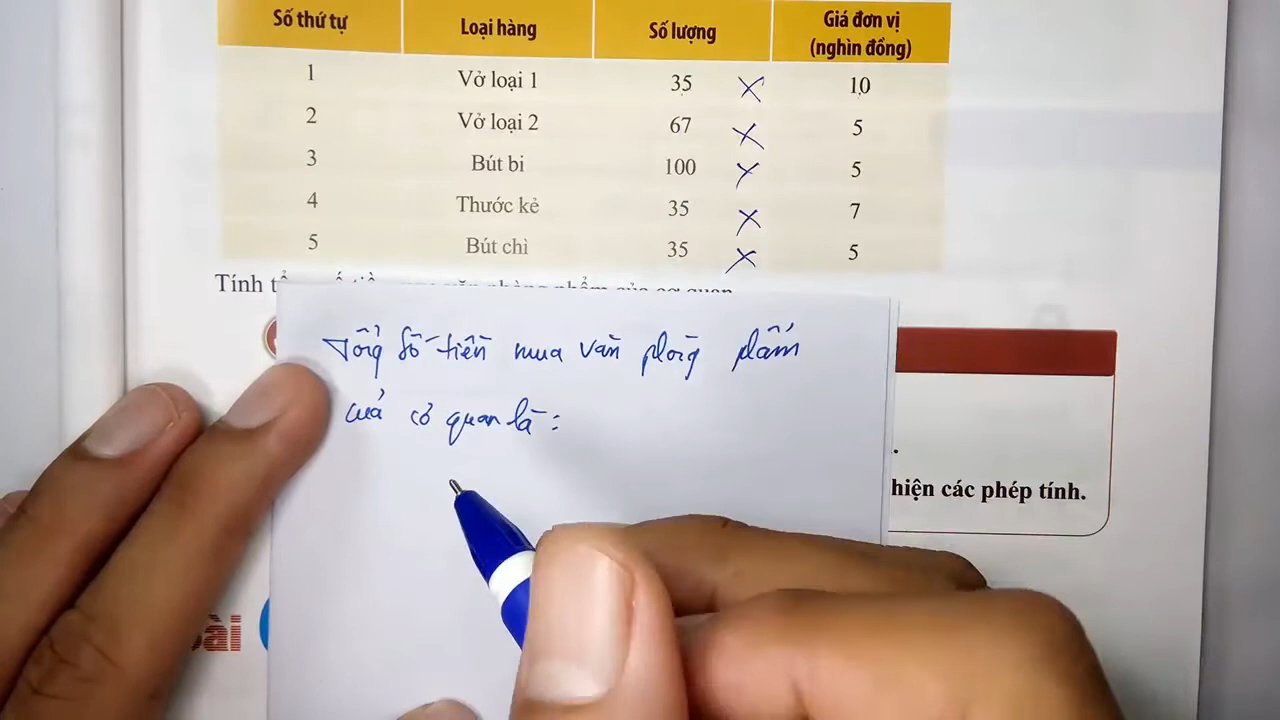 Số thứ tự Loại hàng Số lượng Giá đơn vị (nghìn đồng)
1 Vở loại 1 35 × 10
2 Vở loại 2 67 × 5
3 Bút bi 100 × 5
4 Thước kẻ 35 × 7
5 Bút chì 35 × 5
Tính
Tổng số tiền mua văn phòng phẩm
của cơ quan là:
.
hiện các phép tính.
ài